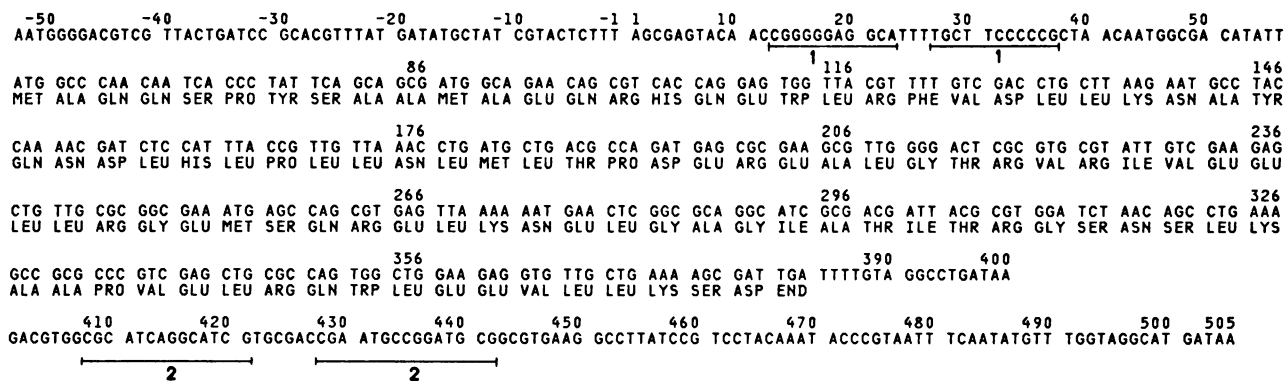 -50 -40 -30 -20 -10 -1 1 10 20 30 40 50
AATGGGGACGTCG TTACTGATCC GCACGTTTAT GATATGCTAT CGTACTCTTT AGCGAGTACA ACCGGGGGAGG CATTTTGCTT CCCCCGCTA ACAATGGCGA CATATT
1 1
86 116 146
ATG GCC CAA CAA TCA CCC TAT TCA GCA GCG ATG GCA GAA CAG CGT CAC CAG GAG TGG TTA CGT TTT GTC GAC CTG CTT AAG AAT GCC TAC
MET ALA GLN GLN SER PRO TYR SER ALA ALA MET ALA GLU GLN ARG HIS GLN GLU TRP LEU ARG PHE VAL ASP LEU LEU LYS ASN ALA TYR
176 206 236
CAA AAC GAT CTC CAT TTA CCG TTG TTA AAC CTG ATG CTG ACG CCA GAT GAG CGC GAA GCG TTG GGG ACT CGC GTG CGT ATT GTC GAA GAG
GLN ASN ASP LEU HIS LEU PRO LEU LEU ASN LEU MET LEU THR PRO ASP GLU ARG GLU ALA LEU GLY THR ARG VAL ARG ILE VAL GLU GLU
266 296 326
CTG TTG CGC GGC GAA ATG AGC CAG CGT GAG TTA AAA AAT GAA CTC GGC GCA GGC ATC GCG ACG ATT ACG CGT GGA TCT AAC AGC CTG AAA
LEU LEU ARG GLY GLU MET SER GLN ARG GLU LEU LYS ASN GLU LEU GLY ALA GLY ILE ALA THR ILE THR ARG GLY SER ASN SER LEU LYS
356 390 400
GCC GCG CCC GTC GAG CTG CGC CAG TGG CTG GAA GAG GTG TTG CTG AAA AGC GAT TGA TTTTGTA GGCCTGATAA
ALA ALA PRO VAL GLU LEU ARG GLN TRP LEU GLU GLU VAL LEU LEU LYS SER ASP END
410 420 430 440 450 460 470 480 490 500 505
GACGTGGCGC ATCAGGCATC GTGCGACCGA ATGCCGGATG CGGCGTGAAG GCCTTATCCG TCCTACAAAT ACCCGTAATT TCAATATGTT TGGTAGGCAT GATAA
2 2